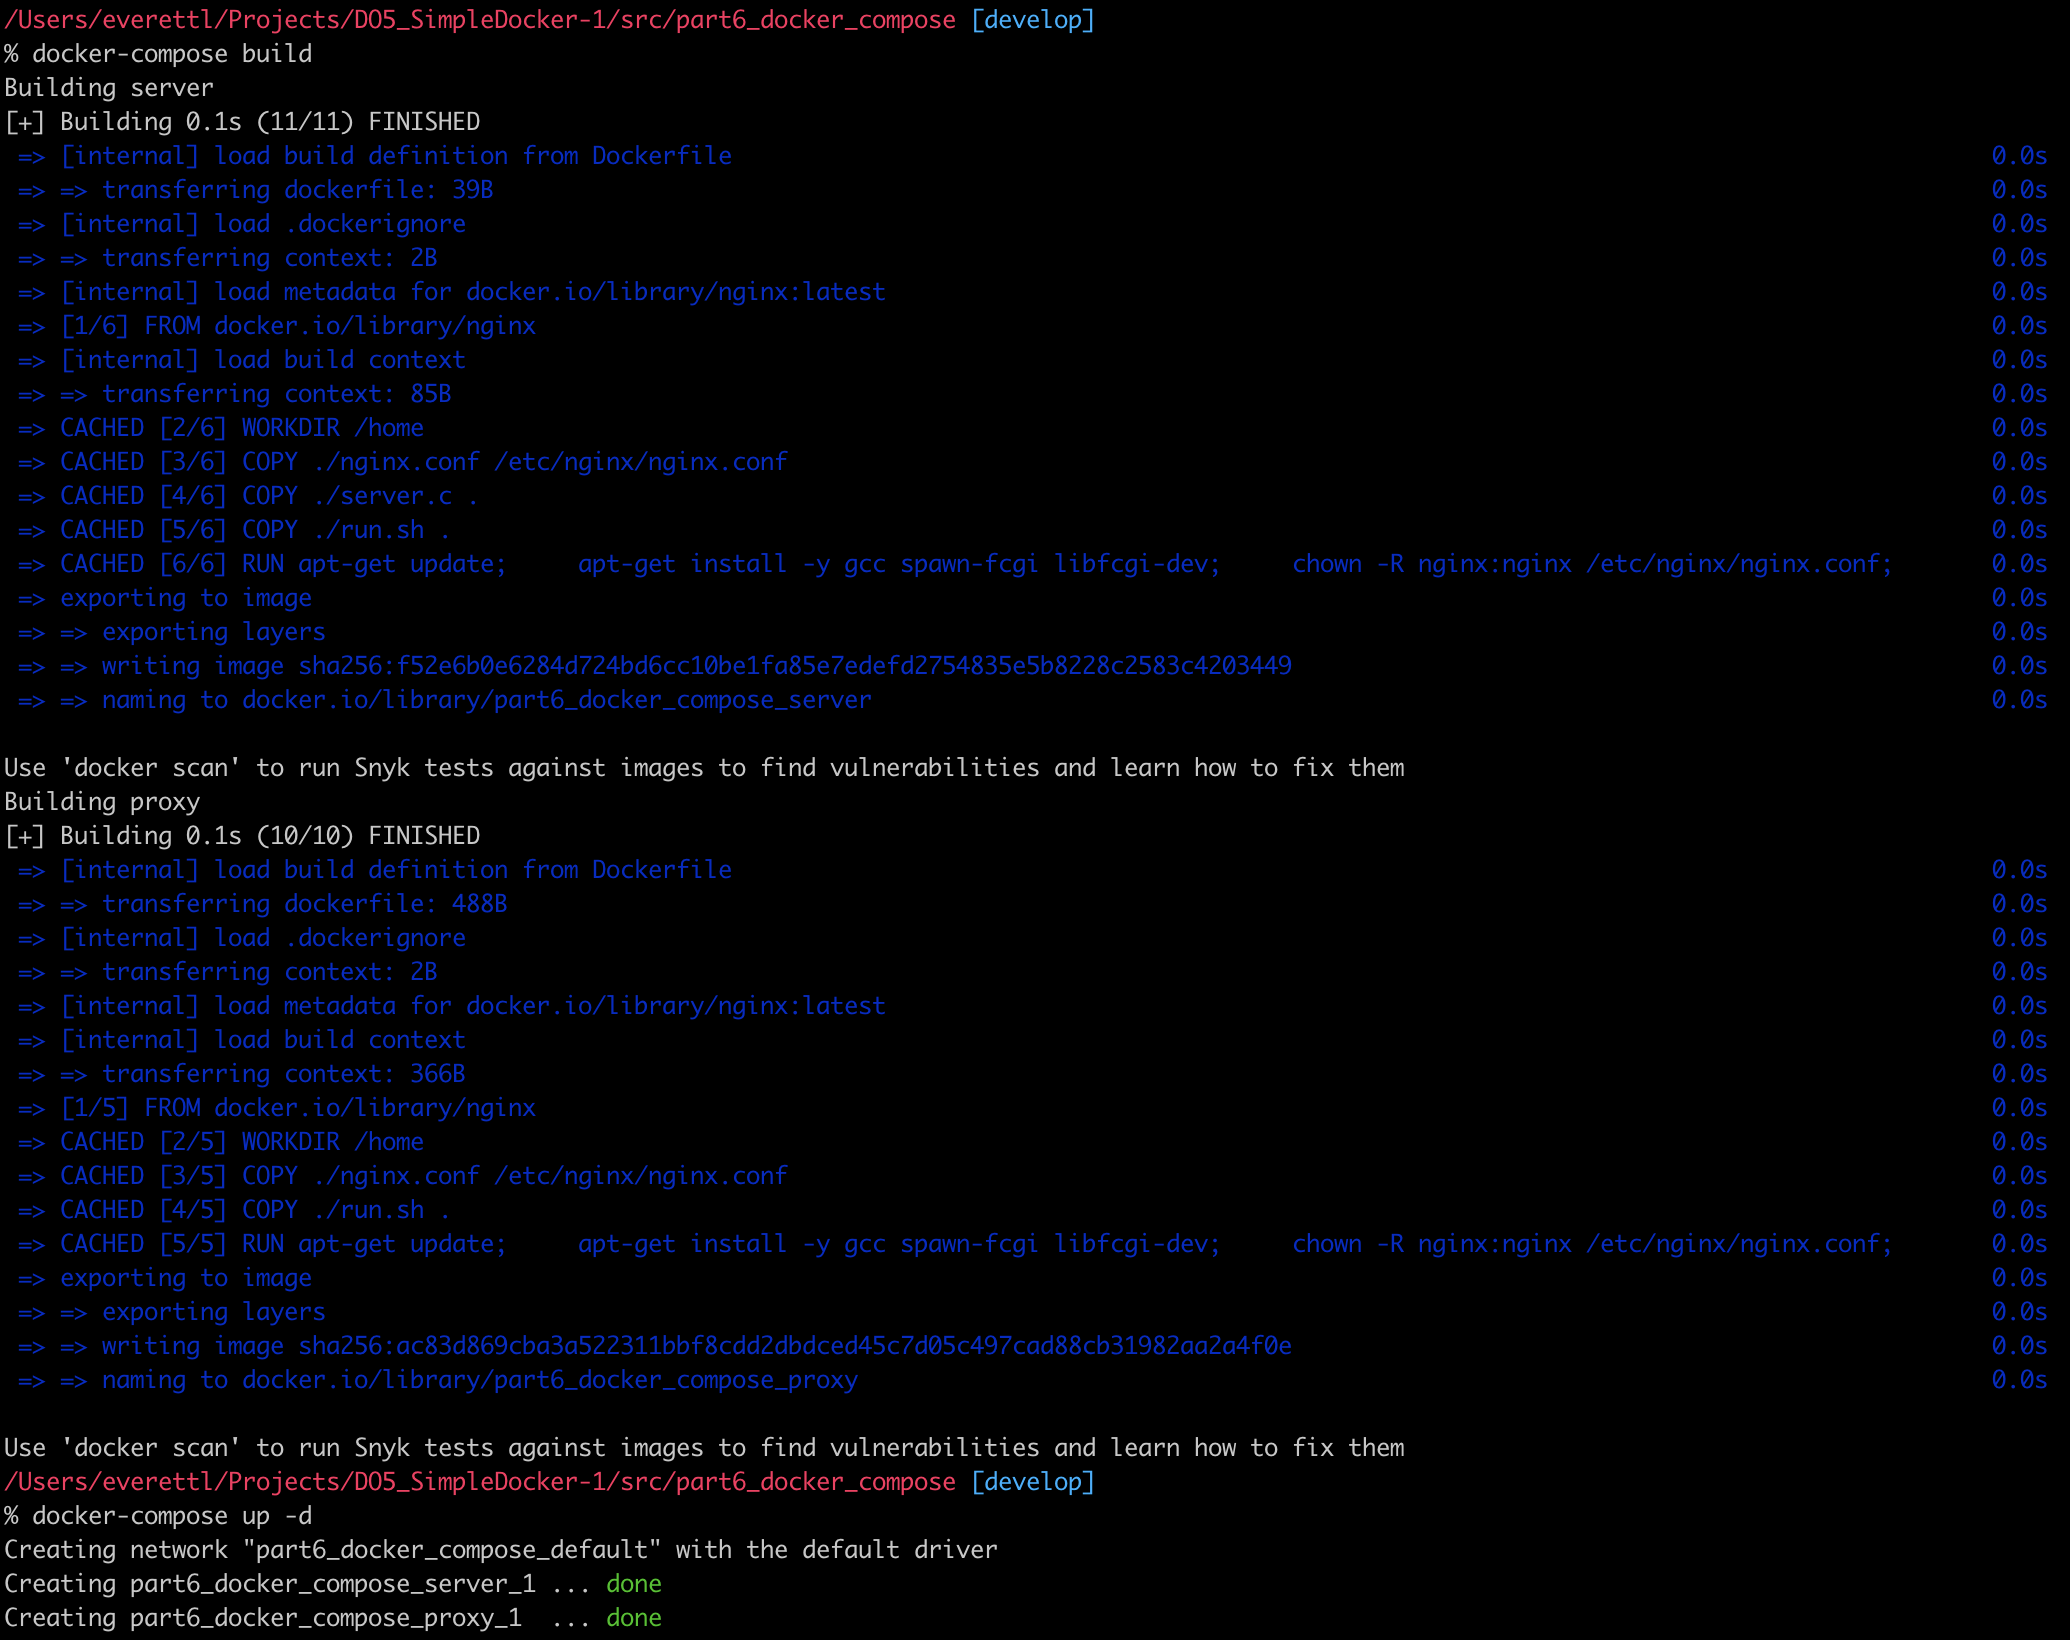 /Users/everettl/Projects/DO5_SimpleDocker-1/src/part6_docker_compose [develop]
% docker-compose build
Building server
[+] Building 0.1s (11/11) FINISHED
=> [internal] load build definition from Dockerfile 0.0s
=> => transferring dockerfile: 39B 0.0s
=> [internal] load .dockerignore 0.0s
=> => transferring context: 2B 0.0s
=> [internal] load metadata for docker.io/library/nginx:latest 0.0s
=> [1/6] FROM docker.io/library/nginx 0.0s
=> [internal] load build context 0.0s
=> => transferring context: 85B 0.0s
=> CACHED [2/6] WORKDIR /home 0.0s
=> CACHED [3/6] COPY ./nginx.conf /etc/nginx/nginx.conf 0.0s
=> CACHED [4/6] COPY ./server.c . 0.0s
=> CACHED [5/6] COPY ./run.sh . 0.0s
=> CACHED [6/6] RUN apt-get update;     apt-get install -y gcc spawn-fcgi libfcgi-dev;     chown -R nginx:nginx /etc/nginx/nginx.conf; 0.0s
=> exporting to image 0.0s
=> => exporting layers 0.0s
=> => writing image sha256:f52e6b0e6284d724bd6cc10be1fa85e7edefd2754835e5b8228c2583c4203449 0.0s
=> => naming to docker.io/library/part6_docker_compose_server 0.0s
Use 'docker scan' to run Snyk tests against images to find vulnerabilities and learn how to fix them
Building proxy
[+] Building 0.1s (10/10) FINISHED
=> [internal] load build definition from Dockerfile 0.0s
=> => transferring dockerfile: 488B 0.0s
=> [internal] load .dockerignore 0.0s
=> => transferring context: 2B 0.0s
=> [internal] load metadata for docker.io/library/nginx:latest 0.0s
=> [internal] load build context 0.0s
=> => transferring context: 366B 0.0s
=> [1/5] FROM docker.io/library/nginx 0.0s
=> CACHED [2/5] WORKDIR /home 0.0s
=> CACHED [3/5] COPY ./nginx.conf /etc/nginx/nginx.conf 0.0s
=> CACHED [4/5] COPY ./run.sh . 0.0s
=> CACHED [5/5] RUN apt-get update;     apt-get install -y gcc spawn-fcgi libfcgi-dev;     chown -R nginx:nginx /etc/nginx/nginx.conf; 0.0s
=> exporting to image 0.0s
=> => exporting layers 0.0s
=> => writing image sha256:ac83d869cba3a522311bbf8cdd2dbdced45c7d05c497cad88cb31982aa2a4f0e 0.0s
=> => naming to docker.io/library/part6_docker_compose_proxy 0.0s
Use 'docker scan' to run Snyk tests against images to find vulnerabilities and learn how to fix them
/Users/everettl/Projects/DO5_SimpleDocker-1/src/part6_docker_compose [develop]
% docker-compose up -d
Creating network "part6_docker_compose_default" with the default driver
Creating part6_docker_compose_server_1 ... done
Creating part6_docker_compose_proxy_1  ... done